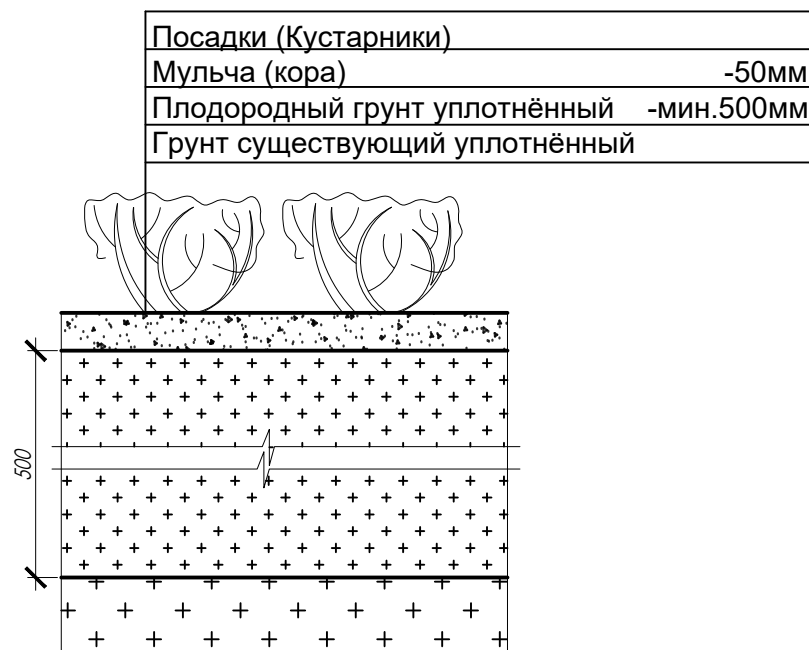 Посадки (Кустарники)
Мульча (кора) -50мм
Плодородный грунт уплотнённый -мин.500мм
Грунт существующий уплотнённый
500